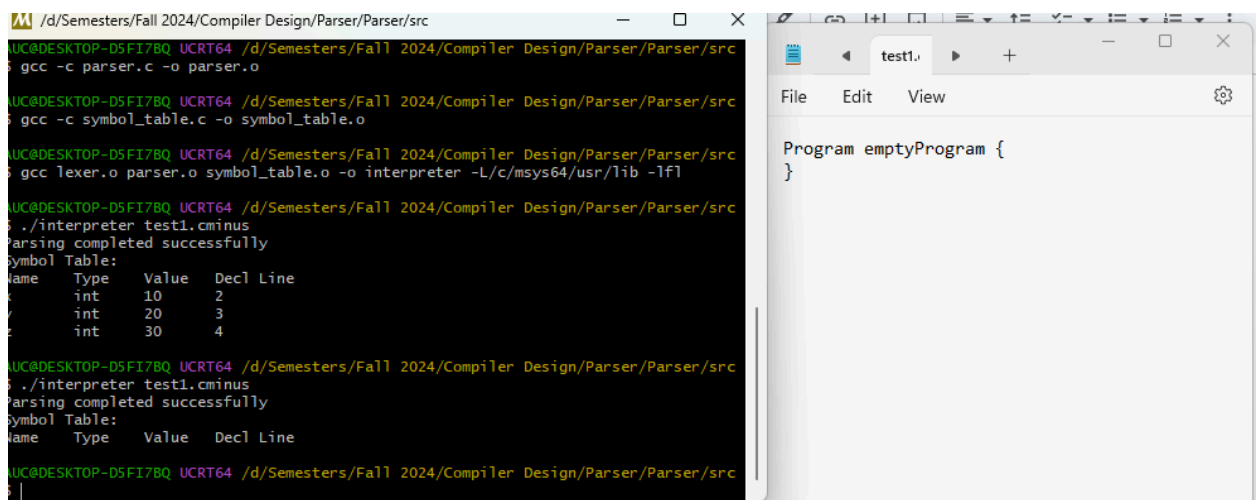 /d/Semesters/Fall 2024/Compiler Design/Parser/Parser/src
AUC@DESKTOP-D5FI7BQ UCRT64 /d/Semesters/Fall 2024/Compiler Design/Parser/Parser/src
$ gcc -c parser.c -o parser.o
AUC@DESKTOP-D5FI7BQ UCRT64 /d/Semesters/Fall 2024/Compiler Design/Parser/Parser/src
$ gcc -c symbol_table.c -o symbol_table.o
AUC@DESKTOP-D5FI7BQ UCRT64 /d/Semesters/Fall 2024/Compiler Design/Parser/Parser/src
$ gcc lexer.o parser.o symbol_table.o -o interpreter -L/c/msys64/usr/lib -lfl
AUC@DESKTOP-D5FI7BQ UCRT64 /d/Semesters/Fall 2024/Compiler Design/Parser/Parser/src
$ ./interpreter test1.cminus
Parsing completed successfully
Symbol Table:
Name Type Value Decl Line
x int 10 2
y int 20 3
z int 30 4
AUC@DESKTOP-D5FI7BQ UCRT64 /d/Semesters/Fall 2024/Compiler Design/Parser/Parser/src
$ ./interpreter test1.cminus
Parsing completed successfully
Symbol Table:
Name Type Value Decl Line
AUC@DESKTOP-D5FI7BQ UCRT64 /d/Semesters/Fall 2024/Compiler Design/Parser/Parser/src
$
test1.
File Edit View
Program emptyProgram {
}